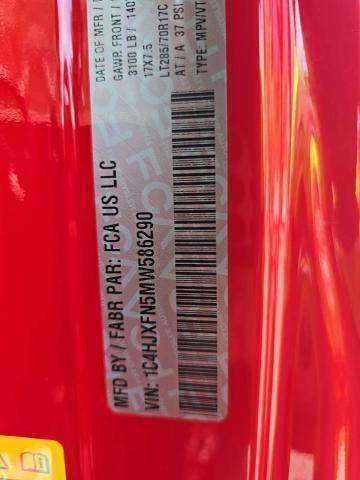 DATE OF MFR /
GAWR FRONT /
3100 LB / 140
17X7.5
LT285/70R17C
AT / A 37 PSI
TYPE: MPV/VT
MFD BY / FABR PAR: FCA US LLC
VIN: 1C4HJXFN5MW586290